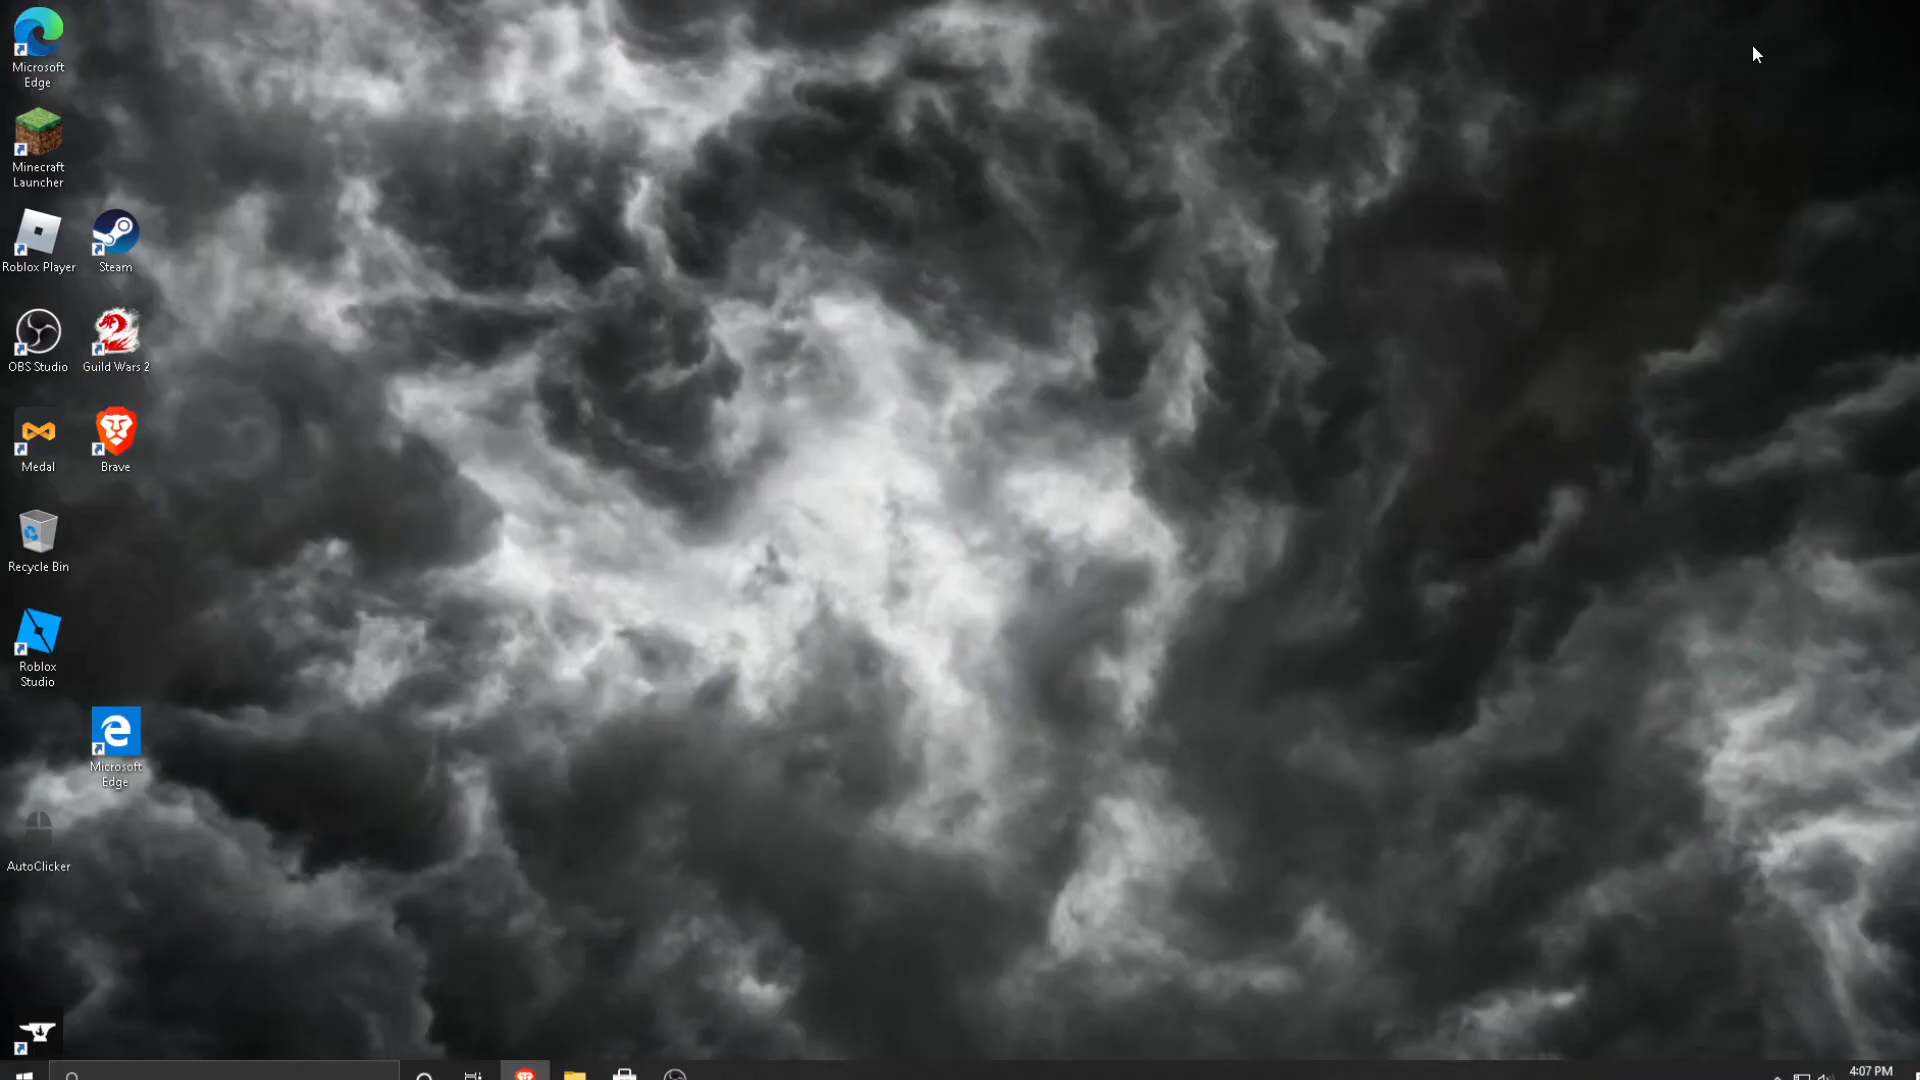 Microsoft
Edge
Minecraft
Launcher
Roblox Player
Steam
OBS Studio
Guild Wars 2
Medal
Brave
Recycle Bin
Roblox
Studio
Microsoft
Edge
AutoClicker
4:07 PM